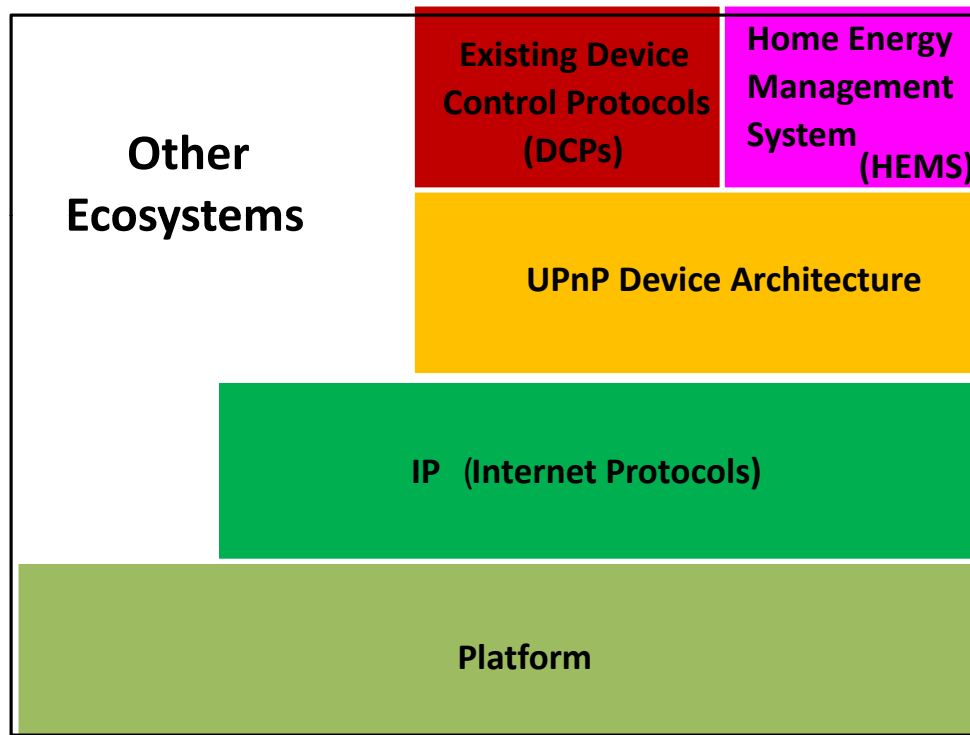 Other
Ecosystems
Existing Device
Control Protocols
(DCPs)
Home Energy
Management
System
(HEMS)
UPnP Device Architecture
IP (Internet Protocols)
Platform